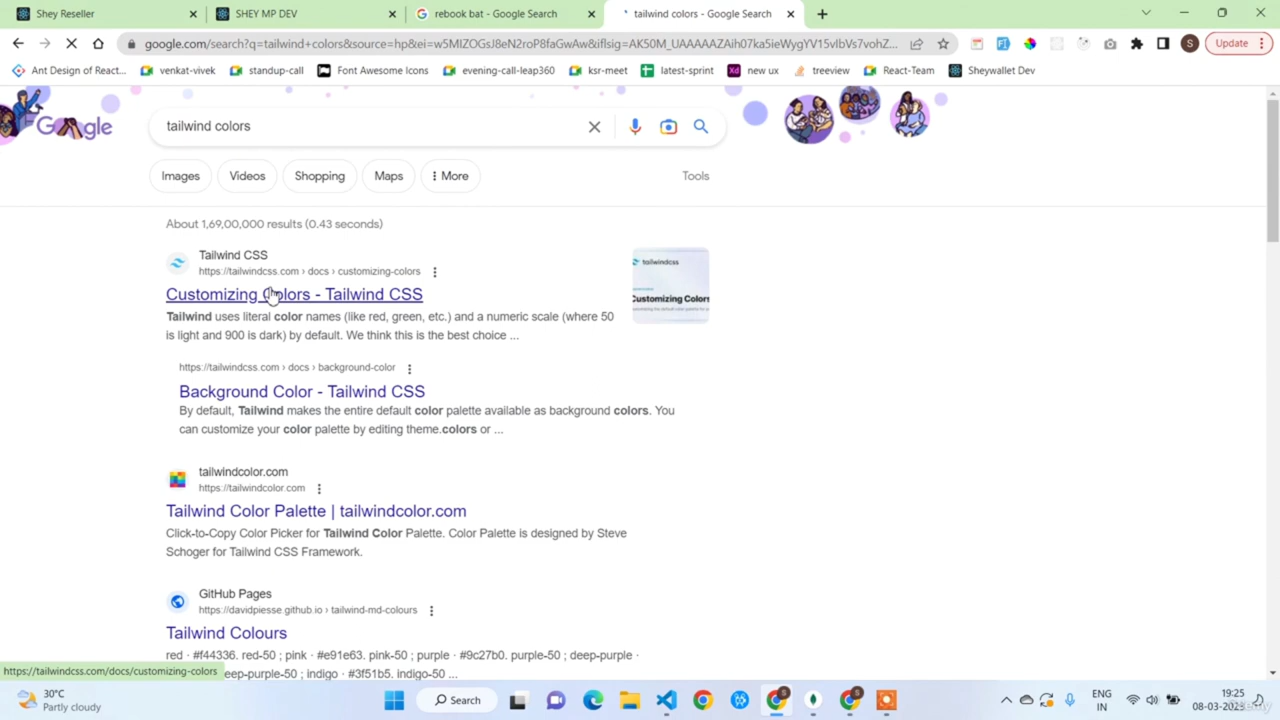 Shey Reseller
SHEY MP DEV
rebook bat - Google Search
tailwind colors - Google Search
google.com/search?q=tailwind+colors&source=hp&ei=w5MIZOCJJ8eN2roP8faGwAw&iflsig=AK50M_UAAAAAZAih07ka5ieWygYV15vIbVs7vohZ...
Update
Ant Design of React...
venkat-vivek
standup-call
Font Awesome Icons
evening-call-leap360
ksr-meet
latest-sprint
new ux
treeview
React-Team
Sheywallet Dev
Google
tailwind colors
Images
Videos
Shopping
Maps
More
Tools
About 1,69,00,000 results (0.43 seconds)
Tailwind CSS
https://tailwindcss.com › docs › customizing-colors
Customizing Colors - Tailwind CSS
Tailwind uses literal color names (like red, green, etc.) and a numeric scale (where 50
is light and 900 is dark) by default. We think this is the best choice ...
tailwindcss
Customizing Colors
https://tailwindcss.com › docs › background-color
Background Color - Tailwind CSS
By default, Tailwind makes the entire default color palette available as background colors. You
can customize your color palette by editing theme.colors or ...
tailwindcolor.com
https://tailwindcolor.com
Tailwind Color Palette | tailwindcolor.com
Click-to-Copy Color Picker for Tailwind Color Palette. Color Palette is designed by Steve
Schoger for Tailwind CSS Framework.
GitHub Pages
https://davidpiesse.github.io › tailwind-md-colours
Tailwind Colours
red · #f44336. red-50 ; pink · #e91e63. pink-50 ; purple · #9c27b0. purple-50 ; deep-purple ·
deep-purple-50 ; indigo · #3f51b5. indigo-50 ...
https://tailwindcss.com/docs/customizing-colors
30°C
Partly cloudy
Search
ENG
IN
19:25
08-03-2023